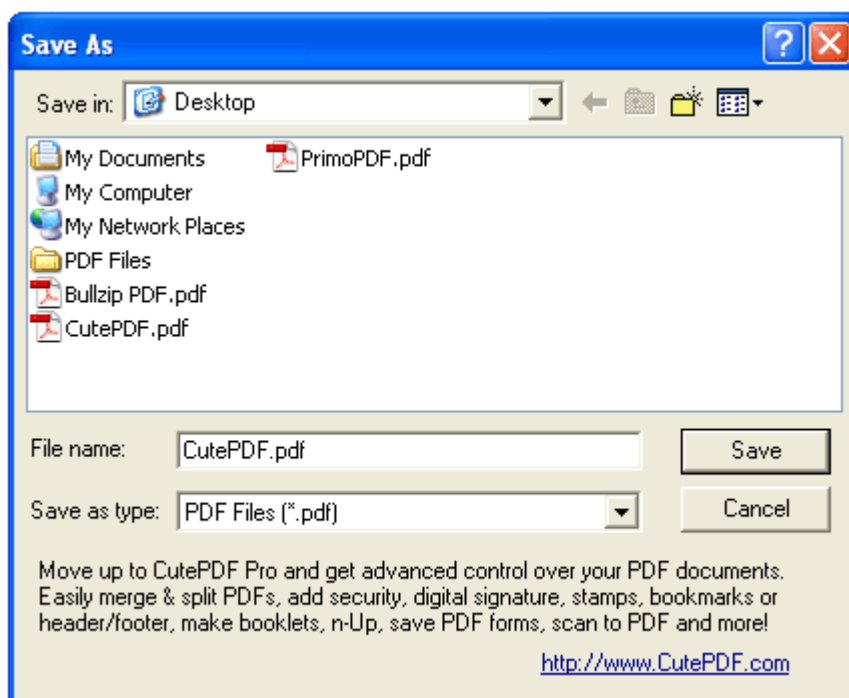 Save As
Save in: Desktop
My Documents
PrimoPDF.pdf
My Computer
My Network Places
PDF Files
Bullzip PDF.pdf
CutePDF.pdf
File name: CutePDF.pdf Save
Save as type: PDF Files (*.pdf) Cancel
Move up to CutePDF Pro and get advanced control over your PDF documents.
Easily merge & split PDFs, add security, digital signature, stamps, bookmarks or
header/footer, make booklets, n-Up, save PDF forms, scan to PDF and more!
http://www.CutePDF.com